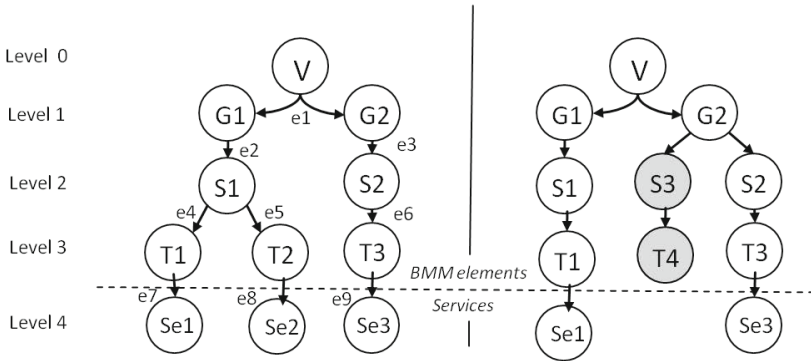 Level 0
V
V
Level 1
G1
e1
G2
G1
G2
e2
e3
Level 2
S1
S2
S1
S3
S2
e4
e5
e6
Level 3
T1
T2
T3
T1
T4
T3
BMM elements
Services
e7
e8
e9
Level 4
Se1
Se2
Se3
Se1
Se3